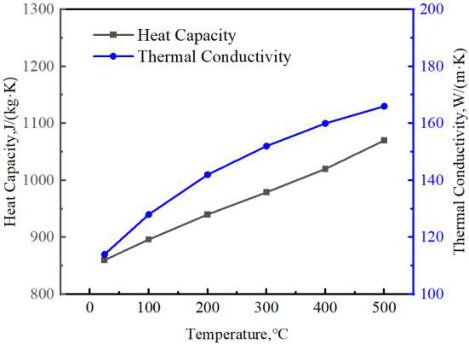 1300
1200
1100
1000
900
800
Heat Capacity,J/(kg·K)
Heat Capacity
Thermal Conductivity
200
180
160
140
120
100
Thermal Conductivity,W/(m·K)
0 100 200 300 400 500
Temperature,℃